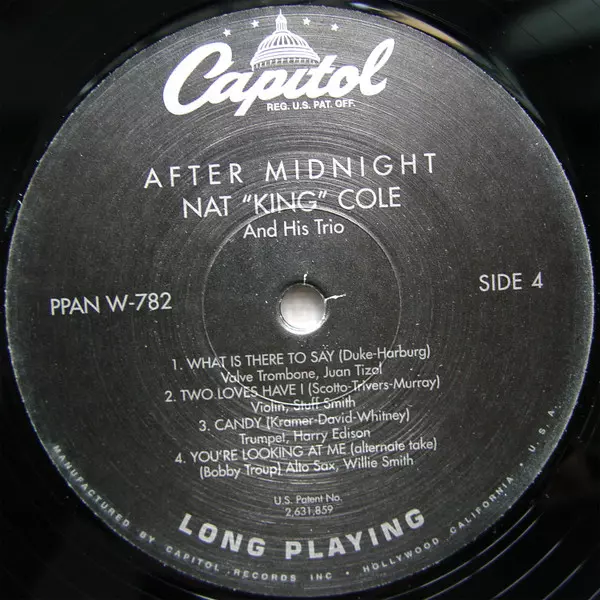 Capitol
REG. U.S. PAT. OFF.
AFTER MIDNIGHT
NAT "KING" COLE
And His Trio
PPAN W-782
SIDE 4
1. WHAT IS THERE TO SAY (Duke-Harburg)
Valve Trombone, Juan Tizol
2. TWO LOVES HAVE I (Scotto-Trivers-Murray)
Violin, Stuff Smith
3. CANDY (Kramer-David-Whitney)
Trumpet, Harry Edison
4. YOU'RE LOOKING AT ME (alternate take)
(Bobby Troup) Alto Sax, Willie Smith
U.S. Patent No.
2,631,859
LONG PLAYING
MANUFACTURED BY CAPITOL RECORDS INC • HOLLYWOOD CALIFORNIA • U.S.A.